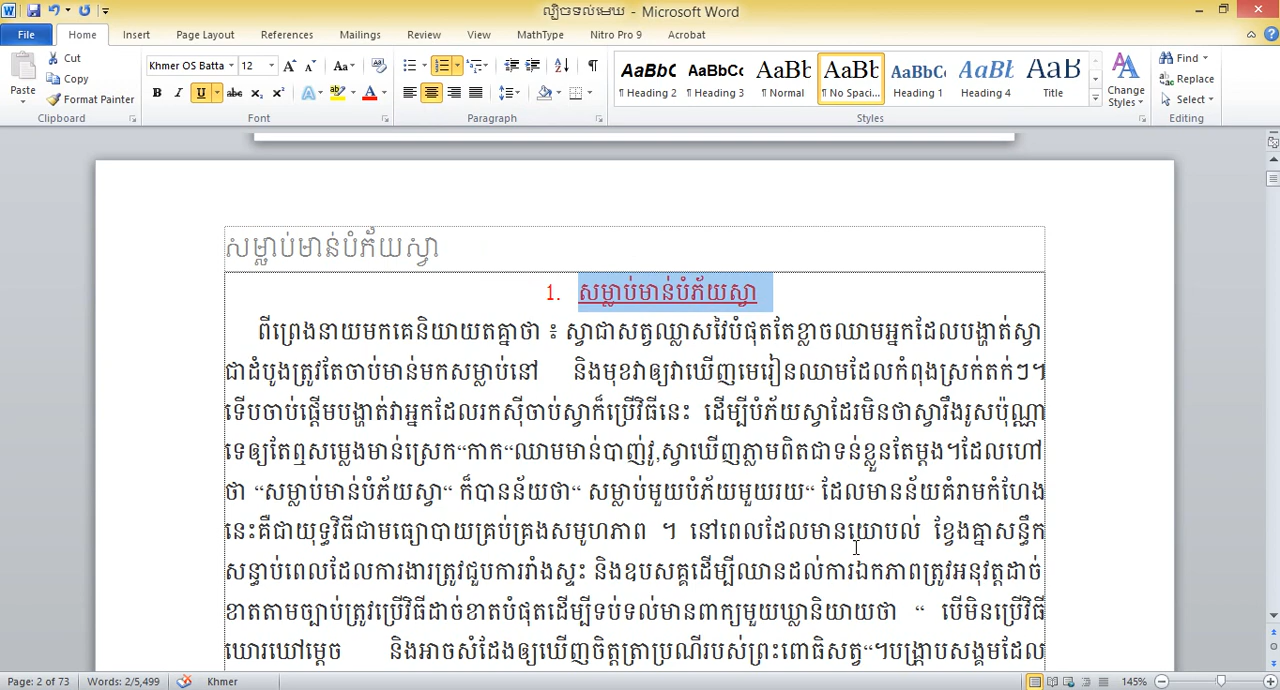 ល្បិចទល់មេឃ - Microsoft Word
File Home Insert Page Layout References Mailings Review View MathType Nitro Pro 9 Acrobat
Paste Cut Copy Format Painter
Khmer OS Batta 12
AaBbC AaBbCc AaBb AaBb AaBbCc AaBbC AaB
¶ Heading 2 ¶ Heading 3 ¶ Normal ¶ No Spaci... Heading 1 Heading 4 Title
Change Styles
Find Replace Select
Clipboard Font Paragraph Styles Editing
សម្លាប់មាន់បំភ័យស្វា
1. សម្លាប់មាន់បំភ័យស្វា
ពីព្រេងនាយមកគេនិយាយតគ្នាថា ៖ ស្វាជាសត្វឈ្លាសវៃបំផុតតែខ្លាចឈាមអ្នកដែលបង្ហាត់ស្វា
ជាដំបូងត្រូវតែចាប់មាន់មកសម្លាប់នៅ និងមុខវាឲ្យវាឃើញមេរៀនឈាមដែលកំពុងស្រក់តក់ៗ។
ទើបចាប់ផ្តើមបង្ហាត់វាអ្នកដែលរកស៊ីចាប់ស្វាក៏ប្រើវិធីនេះ ដើម្បីបំភ័យស្វាដែរមិនថាស្វារឹងរូសប៉ុណ្ណា
ទេឲ្យតែឮសម្លេងមាន់ស្រែក“កាក“ឈាមមាន់បាញ់វូ,ស្វាឃើញភ្លាមពិតជាទន់ខ្លួនតែម្តង។ដែលហៅ
ថា “សម្លាប់មាន់បំភ័យស្វា“ ក៏បានន័យថា“ សម្លាប់មួយបំភ័យមួយរយ“ ដែលមានន័យគំរាមកំហែង
នេះគឺជាយុទ្ធវិធីជាមធ្យោបាយគ្រប់គ្រងសមូហភាព ។ នៅពេលដែលមានយោបល់ ខ្វែងគ្នាសន្ធឹក
សន្ធាប់ពេលដែលការងារត្រូវជួបការរាំងស្ទះ និងឧបសគ្គដើម្បីឈានដល់ការឯកភាពត្រូវអនុវត្តដាច់
ខាតតាមច្បាប់ត្រូវប្រើវិធីដាច់ខាតបំផុតដើម្បីទប់ទល់មានពាក្យមួយឃ្លានិយាយថា “ បើមិនប្រើវិធី
ឃោរឃៅម្តេច និងអាចសំដែងឲ្យឃើញចិត្តត្រាប្រណីរបស់ព្រះពោធិសត្វ“។បង្ក្រាបសង្គមដែល
Page: 2 of 73 Words: 2/5,499 Khmer 145%